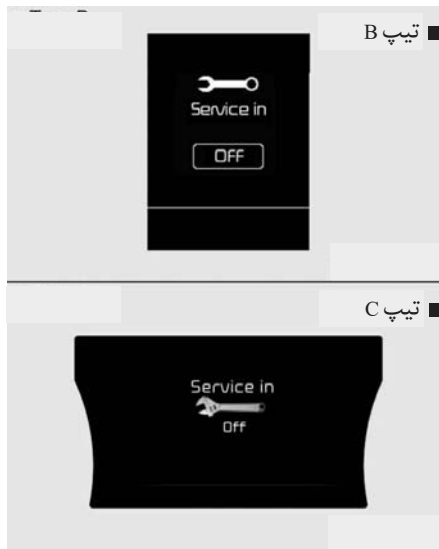 ■ تیپ B
Service in
OFF
■ تیپ C
Service in
Off